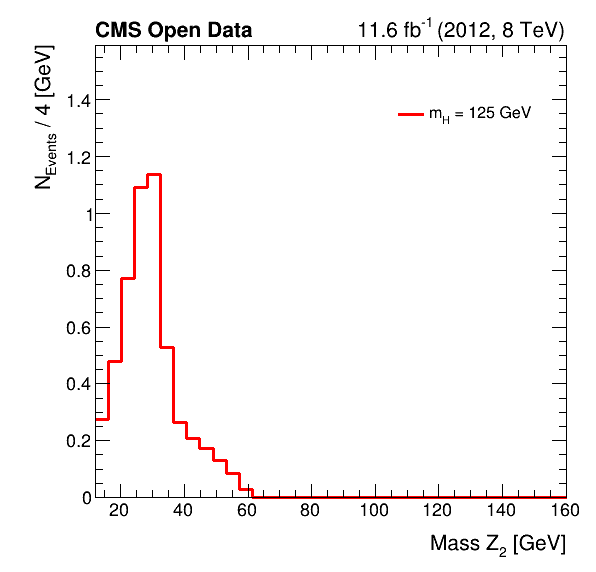 CMS Open Data
11.6 fb-1 (2012, 8 TeV)
NEvents / 4 [GeV]
mH = 125 GeV
1.4
1.2
1
0.8
0.6
0.4
0.2
0
20 40 60 80 100 120 140 160
Mass Z2 [GeV]